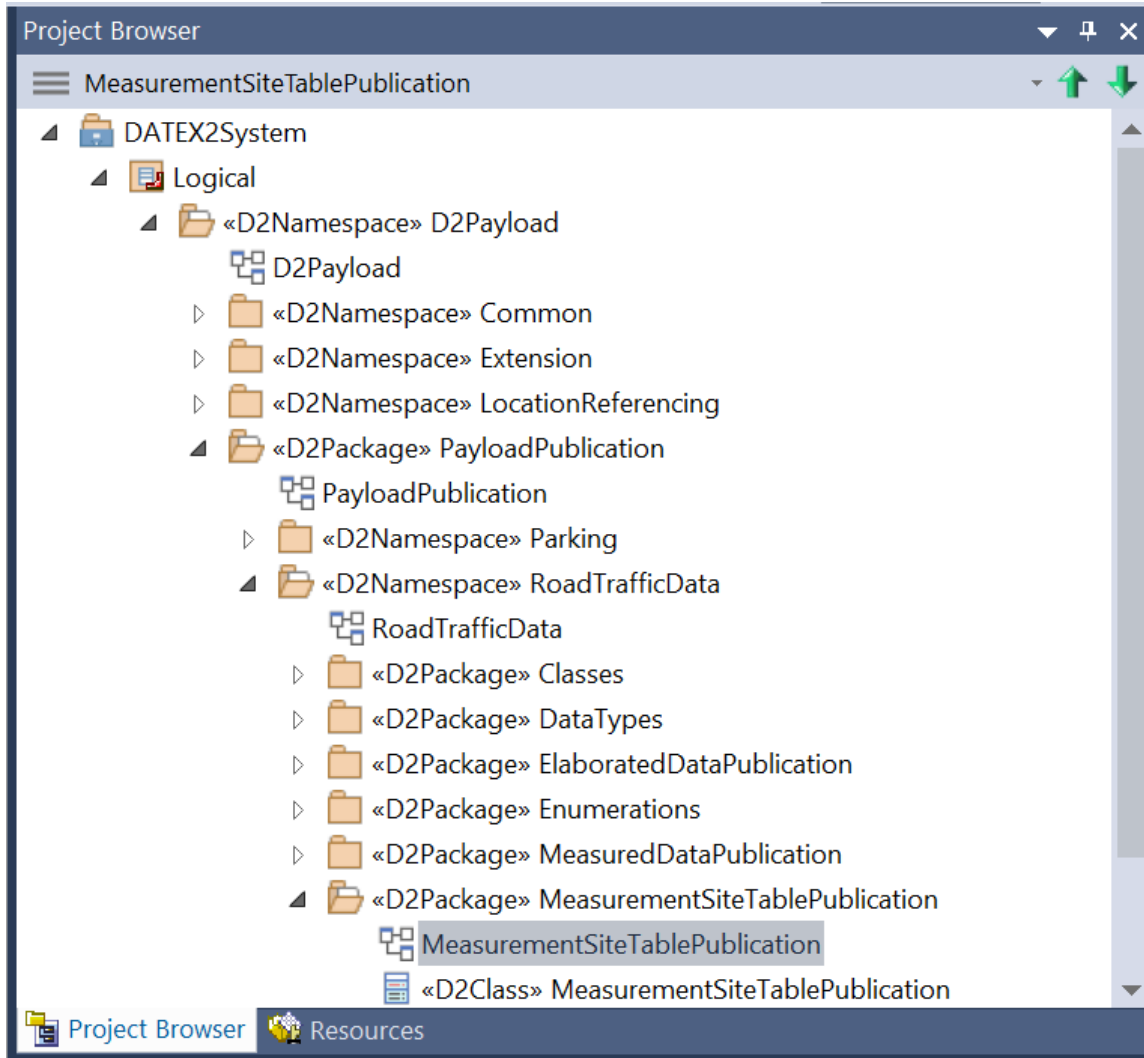 Project Browser
MeasurementSiteTablePublication
DATEX2System
Logical
«D2Namespace» D2Payload
D2Payload
«D2Namespace» Common
«D2Namespace» Extension
«D2Namespace» LocationReferencing
«D2Package» PayloadPublication
PayloadPublication
«D2Namespace» Parking
«D2Namespace» RoadTrafficData
RoadTrafficData
«D2Package» Classes
«D2Package» DataTypes
«D2Package» ElaboratedDataPublication
«D2Package» Enumerations
«D2Package» MeasuredDataPublication
«D2Package» MeasurementSiteTablePublication
MeasurementSiteTablePublication
«D2Class» MeasurementSiteTablePublication
Project Browser Resources